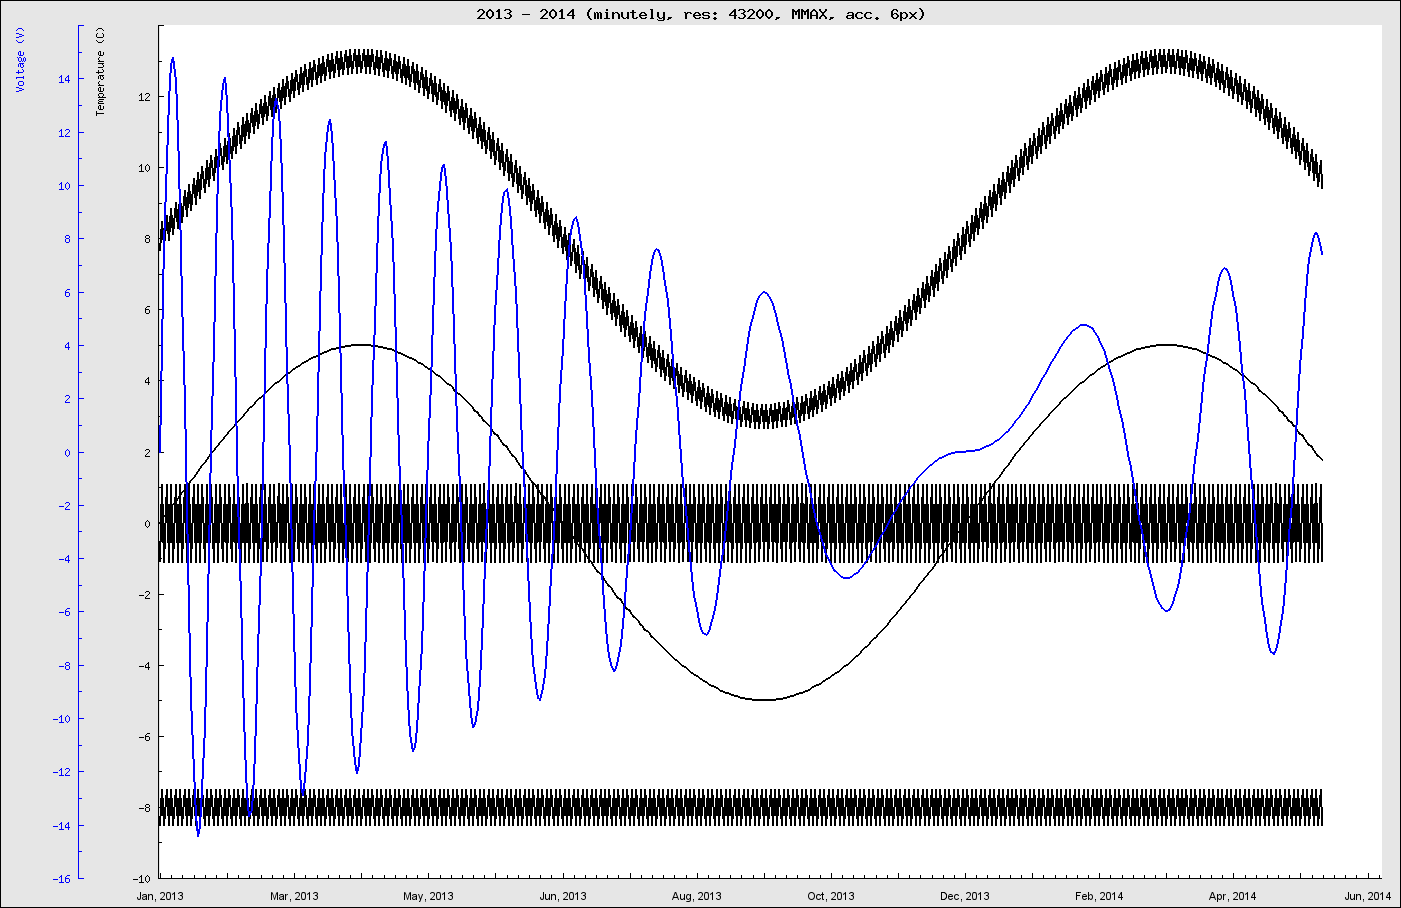 2013 - 2014 (minutely, res: 43200, MMAX, acc. 6px)
Voltage (V)
Temperature (C)
14
12
10
8
6
4
2
0
-2
-4
-6
-8
-10
-12
-14
-16
12
10
8
6
4
2
0
-2
-4
-6
-8
-10
Jan, 2013
Mar, 2013
May, 2013
Jun, 2013
Aug, 2013
Oct, 2013
Dec, 2013
Feb, 2014
Apr, 2014
Jun, 2014